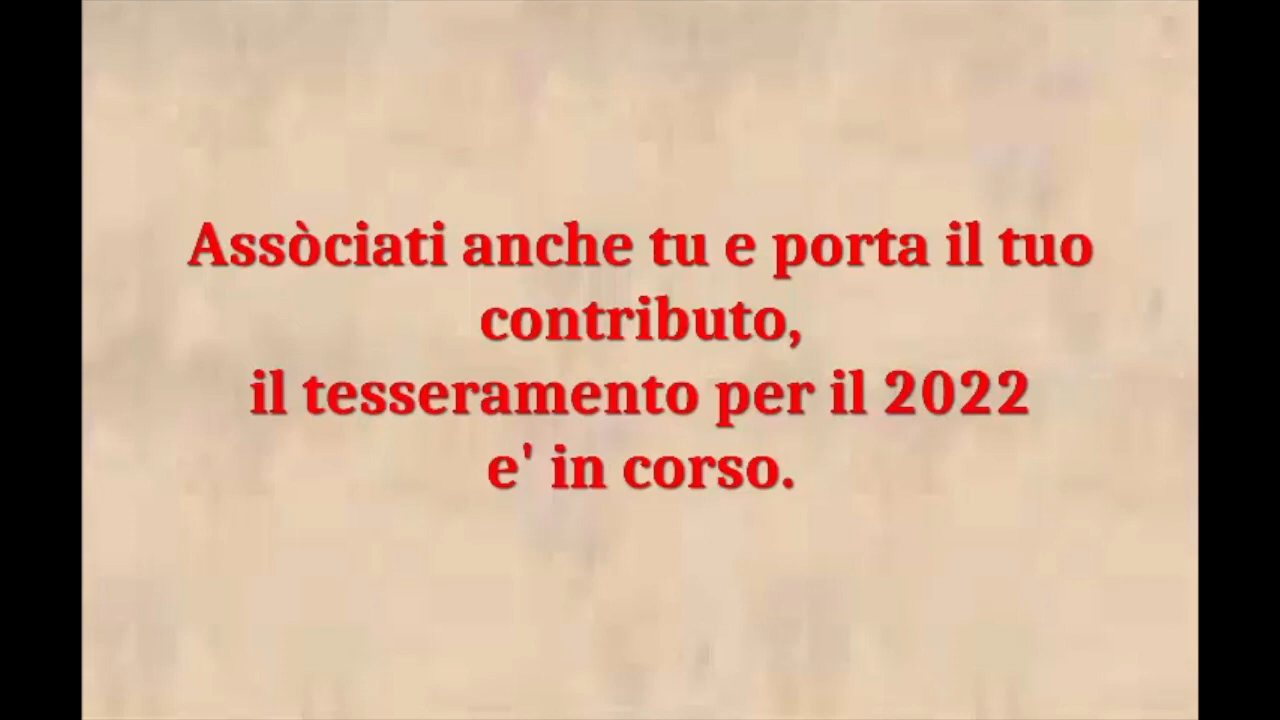 Assòciati anche tu e porta il tuo
contributo,
il tesseramento per il 2022
e' in corso.